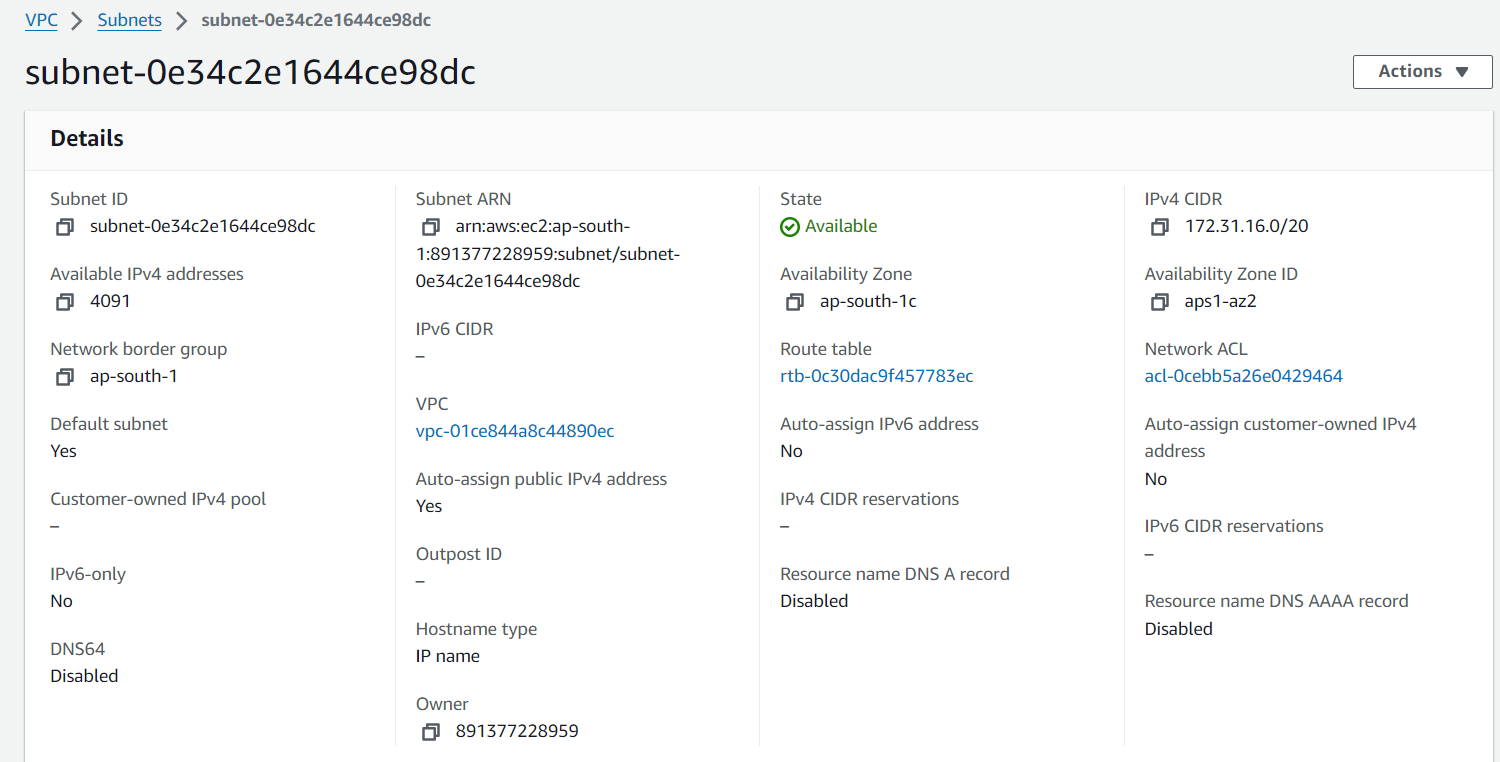 VPC > Subnets > subnet-0e34c2e1644ce98dc
subnet-0e34c2e1644ce98dc
Actions
Details
Subnet ID
subnet-0e34c2e1644ce98dc
Available IPv4 addresses
4091
Network border group
ap-south-1
Default subnet
Yes
Customer-owned IPv4 pool
–
IPv6-only
No
DNS64
Disabled
Subnet ARN
arn:aws:ec2:ap-south-
1:891377228959:subnet/subnet-
0e34c2e1644ce98dc
IPv6 CIDR
–
VPC
vpc-01ce844a8c44890ec
Auto-assign public IPv4 address
Yes
Outpost ID
–
Hostname type
IP name
Owner
891377228959
State
Available
Availability Zone
ap-south-1c
Route table
rtb-0c30dac9f457783ec
Auto-assign IPv6 address
No
IPv4 CIDR reservations
–
Resource name DNS A record
Disabled
IPv4 CIDR
172.31.16.0/20
Availability Zone ID
aps1-az2
Network ACL
acl-0cebb5a26e0429464
Auto-assign customer-owned IPv4
address
No
IPv6 CIDR reservations
–
Resource name DNS AAAA record
Disabled